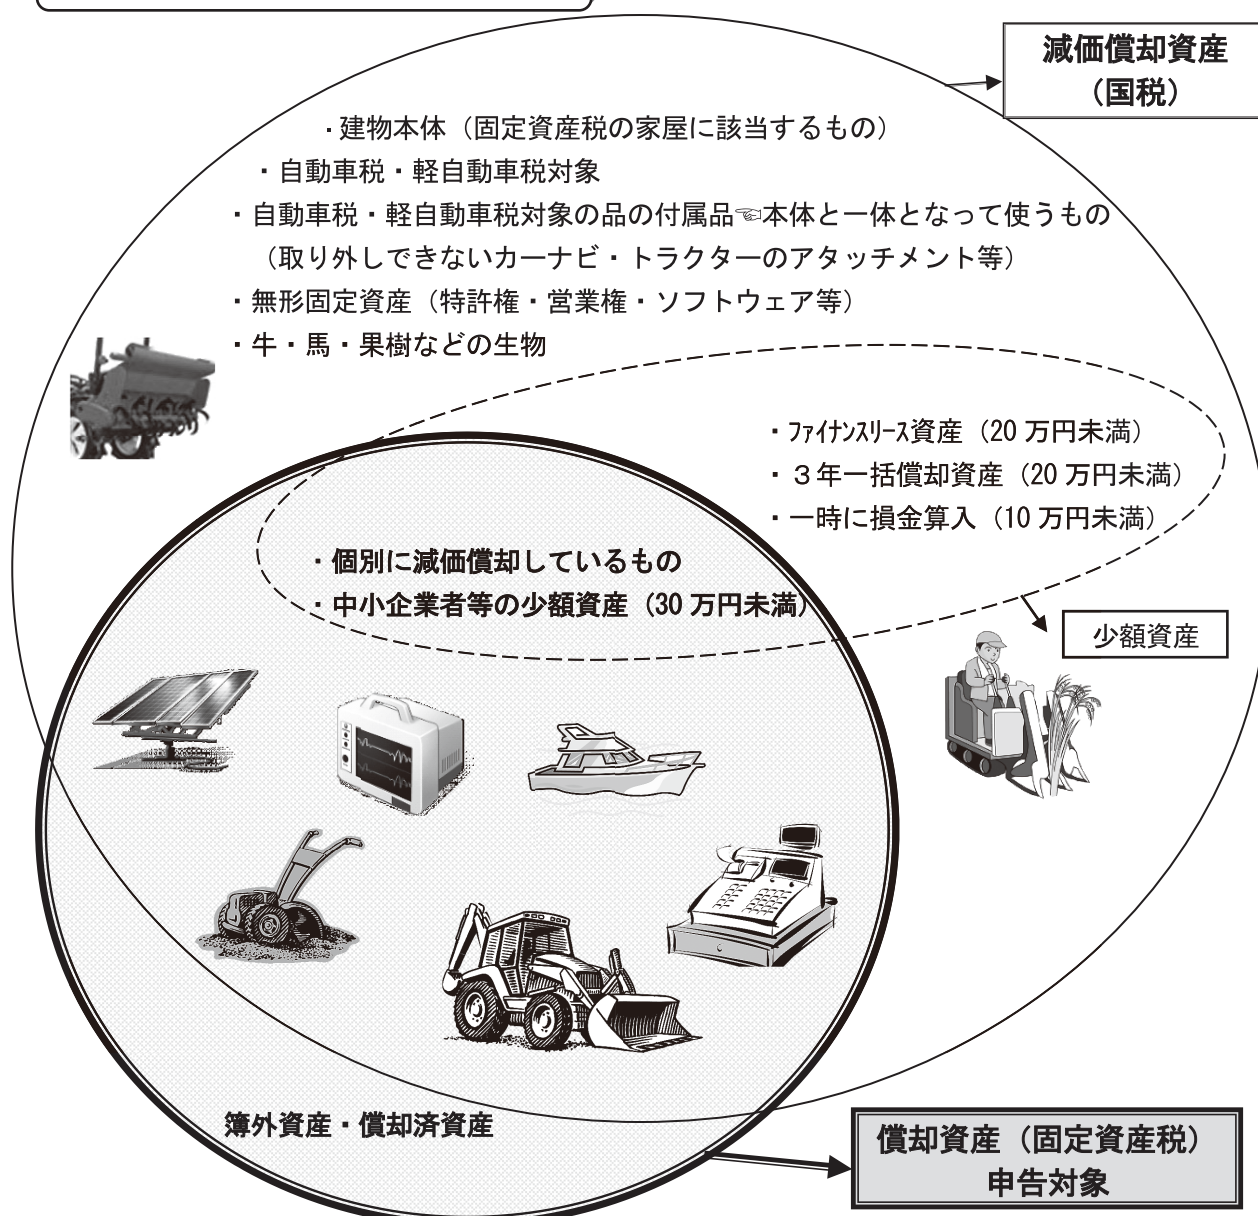 減価償却資産
（国税）
・建物本体（固定資産税の家屋に該当するもの）
・自動車税・軽自動車税対象
・自動車税・軽自動車税対象の品の付属品☜本体と一体となって使うもの
（取り外しできないカーナビ・トラクターのアタッチメント等）
・無形固定資産（特許権・営業権・ソフトウェア等）
・牛・馬・果樹などの生物
・ﾌｧｲﾅﾝｽﾘｰｽ資産（20 万円未満）
・３年一括償却資産（20 万円未満）
・一時に損金算入（10 万円未満）
・個別に減価償却しているもの
・中小企業者等の少額資産（30 万円未満）
少額資産
簿外資産・償却済資産
償却資産（固定資産税）
申告対象